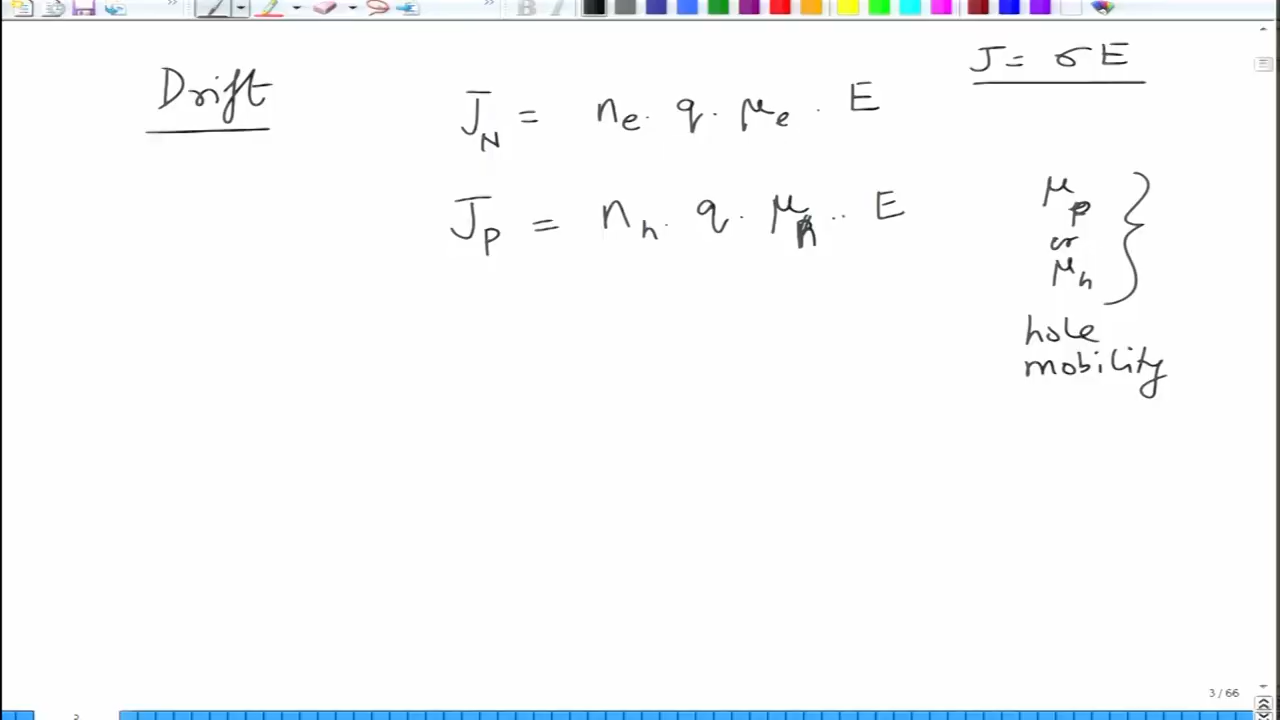 Drift
J_N = n_e · q · μ_e · E
J = σE
J_P = n_h · q · μ_h ·· E
μ_p
or
μ_h
hole
mobility
3 / 66